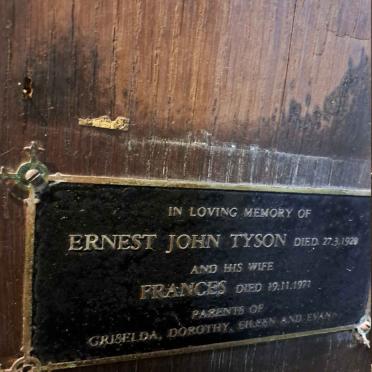 IN LOVING MEMORY OF
ERNEST JOHN TYSON DIED 27.3.1920
AND HIS WIFE
FRANCES DIED 19.11.1971
PARENTS OF
GRISELDA, DOROTHY, EILEEN AND EVAN